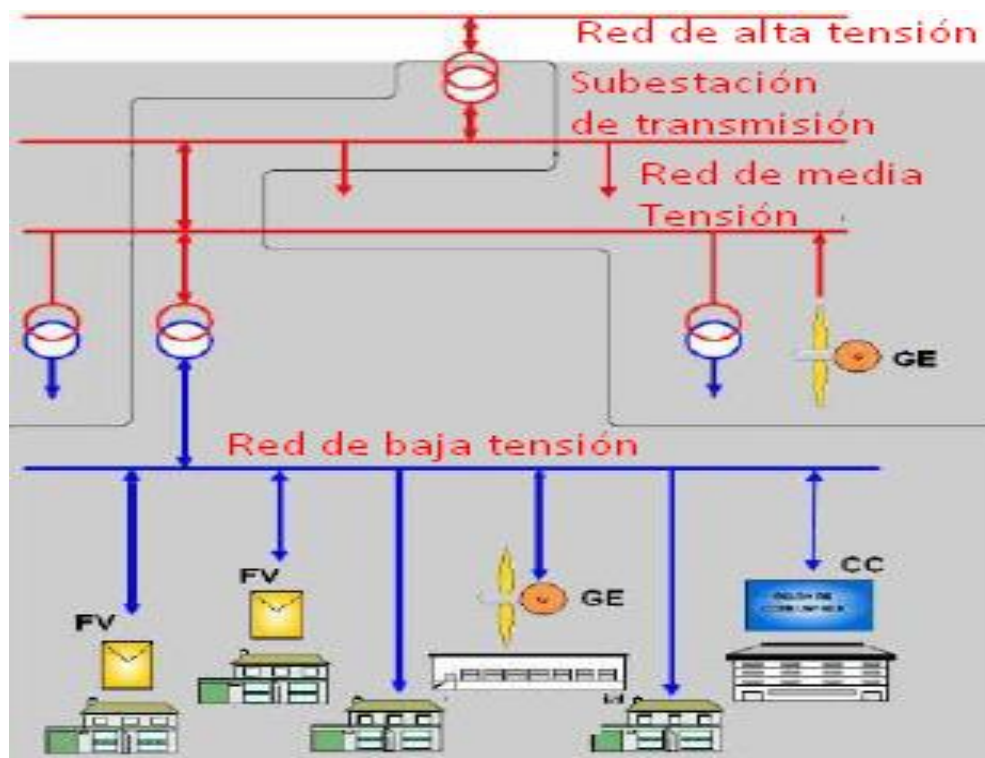 Red de alta tensión
Subestación
de transmisión
Red de media
Tensión
GE
Red de baja tensión
CC
FV
GE
FV